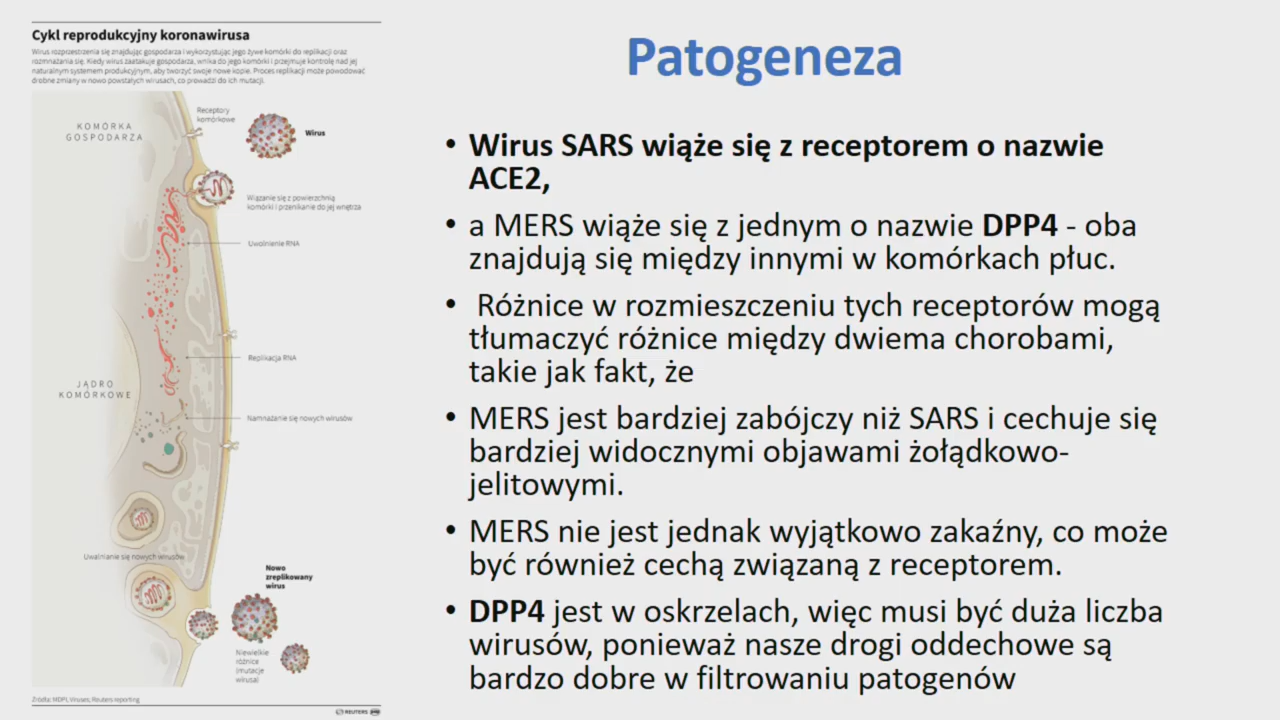 Cykl reprodukcyjny koronawirusa
Wirus rozprzestrzenia się znajdując gospodarza i wykorzystując jego żywe komórki do replikacji oraz
rozmnażania się. Kiedy wirus zaatakuje gospodarza, wnika do jego komórki i przejmuje kontrolę nad jej
naturalnym systemem produkcyjnym, aby tworzyć swoje nowe kopie. Proces replikacji może powodować
drobne zmiany w nowo powstałych wirusach, co prowadzi do ich mutacji.
KOMÓRKA
GOSPODARZA
Receptory
komórkowe
Wirus
Wiązanie się z powierzchnią
komórki i przenikanie do jej wnętrza
Uwolnienie RNA
Replikacja RNA
JĄDRO
KOMÓRKOWE
Namnażanie się nowych wirusów
Uwalnianie się nowych wirusów
Nowo
zreplikowany
wirus
Niewielkie
różnice
(mutacje
wirusa)
Źródła: MDPI, Viruses; Reuters reporting
REUTERS
Patogeneza
• Wirus SARS wiąże się z receptorem o nazwie
ACE2,
• a MERS wiąże się z jednym o nazwie DPP4 - oba
znajdują się między innymi w komórkach płuc.
• Różnice w rozmieszczeniu tych receptorów mogą
tłumaczyć różnice między dwiema chorobami,
takie jak fakt, że
• MERS jest bardziej zabójczy niż SARS i cechuje się
bardziej widocznymi objawami żołądkowo-
jelitowymi.
• MERS nie jest jednak wyjątkowo zakaźny, co może
być również cechą związaną z receptorem.
• DPP4 jest w oskrzelach, więc musi być duża liczba
wirusów, ponieważ nasze drogi oddechowe są
bardzo dobre w filtrowaniu patogenów